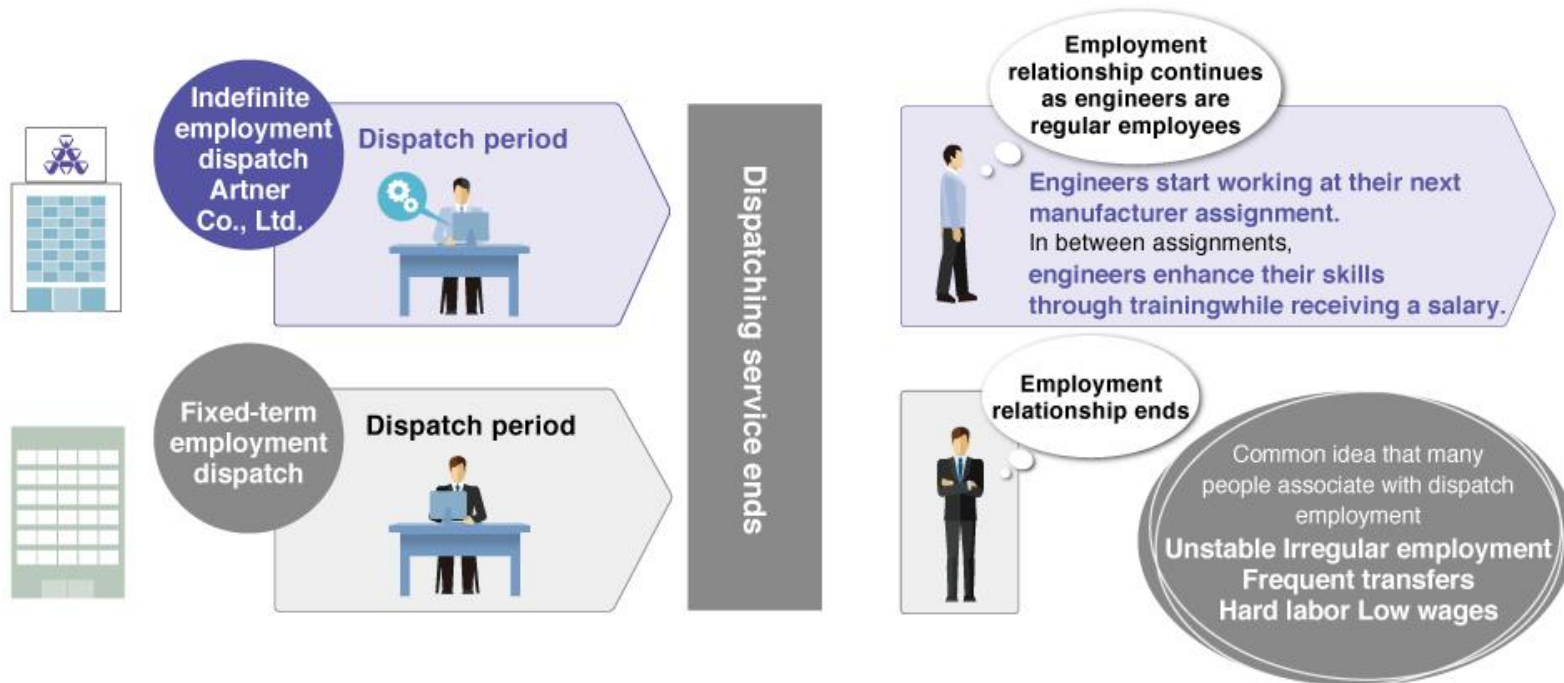 Indefinite
employment
dispatch
Artner
Co., Ltd.
Dispatch period
Dispatching service ends
Employment
relationship continues
as engineers are
regular employees
Engineers start working at their next
manufacturer assignment.
In between assignments,
engineers enhance their skills
through trainingwhile receiving a salary.
Fixed-term
employment
dispatch
Dispatch period
Employment
relationship ends
Common idea that many
people associate with dispatch
employment
Unstable Irregular employment
Frequent transfers
Hard labor Low wages